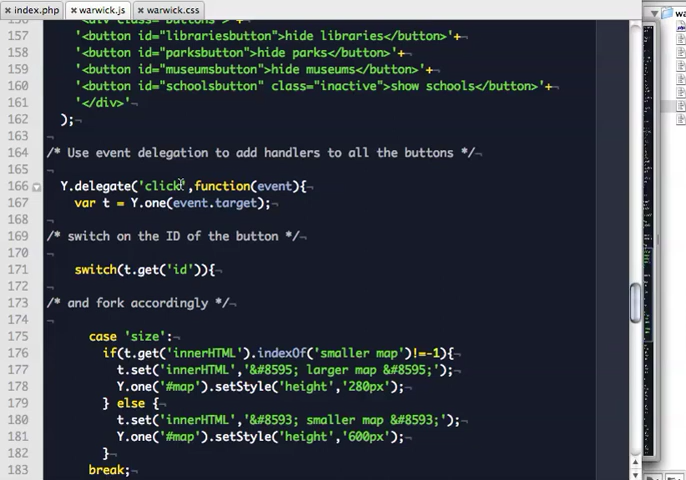 index.php warwick.js warwick.css
156 '<div class="buttons">'+
157 '<button id="librariesbutton">hide libraries</button>'+¬
158 '<button id="parksbutton">hide parks</button>'+¬
159 '<button id="museumsbutton">hide museums</button>'+¬
160 '<button id="schoolsbutton" class="inactive">show schools</button>'+¬
161 '</div>'¬
162 );¬
163 ¬
164 /* Use event delegation to add handlers to all the buttons */¬
165 ¬
166 Y.delegate('click',function(event){¬
167 var t = Y.one(event.target);¬
168 ¬
169 /* switch on the ID of the button */¬
170 ¬
171 switch(t.get('id')){¬
172 ¬
173 /* and fork accordingly */¬
174 ¬
175 case 'size':¬
176 if(t.get('innerHTML').indexOf('smaller map')!=-1){¬
177 t.set('innerHTML','&#8595; larger map &#8595;');¬
178 Y.one('#map').setStyle('height','280px');¬
179 } else {¬
180 t.set('innerHTML','&#8593; smaller map &#8593;');¬
181 Y.one('#map').setStyle('height','600px');¬
182 }¬
183 break;¬